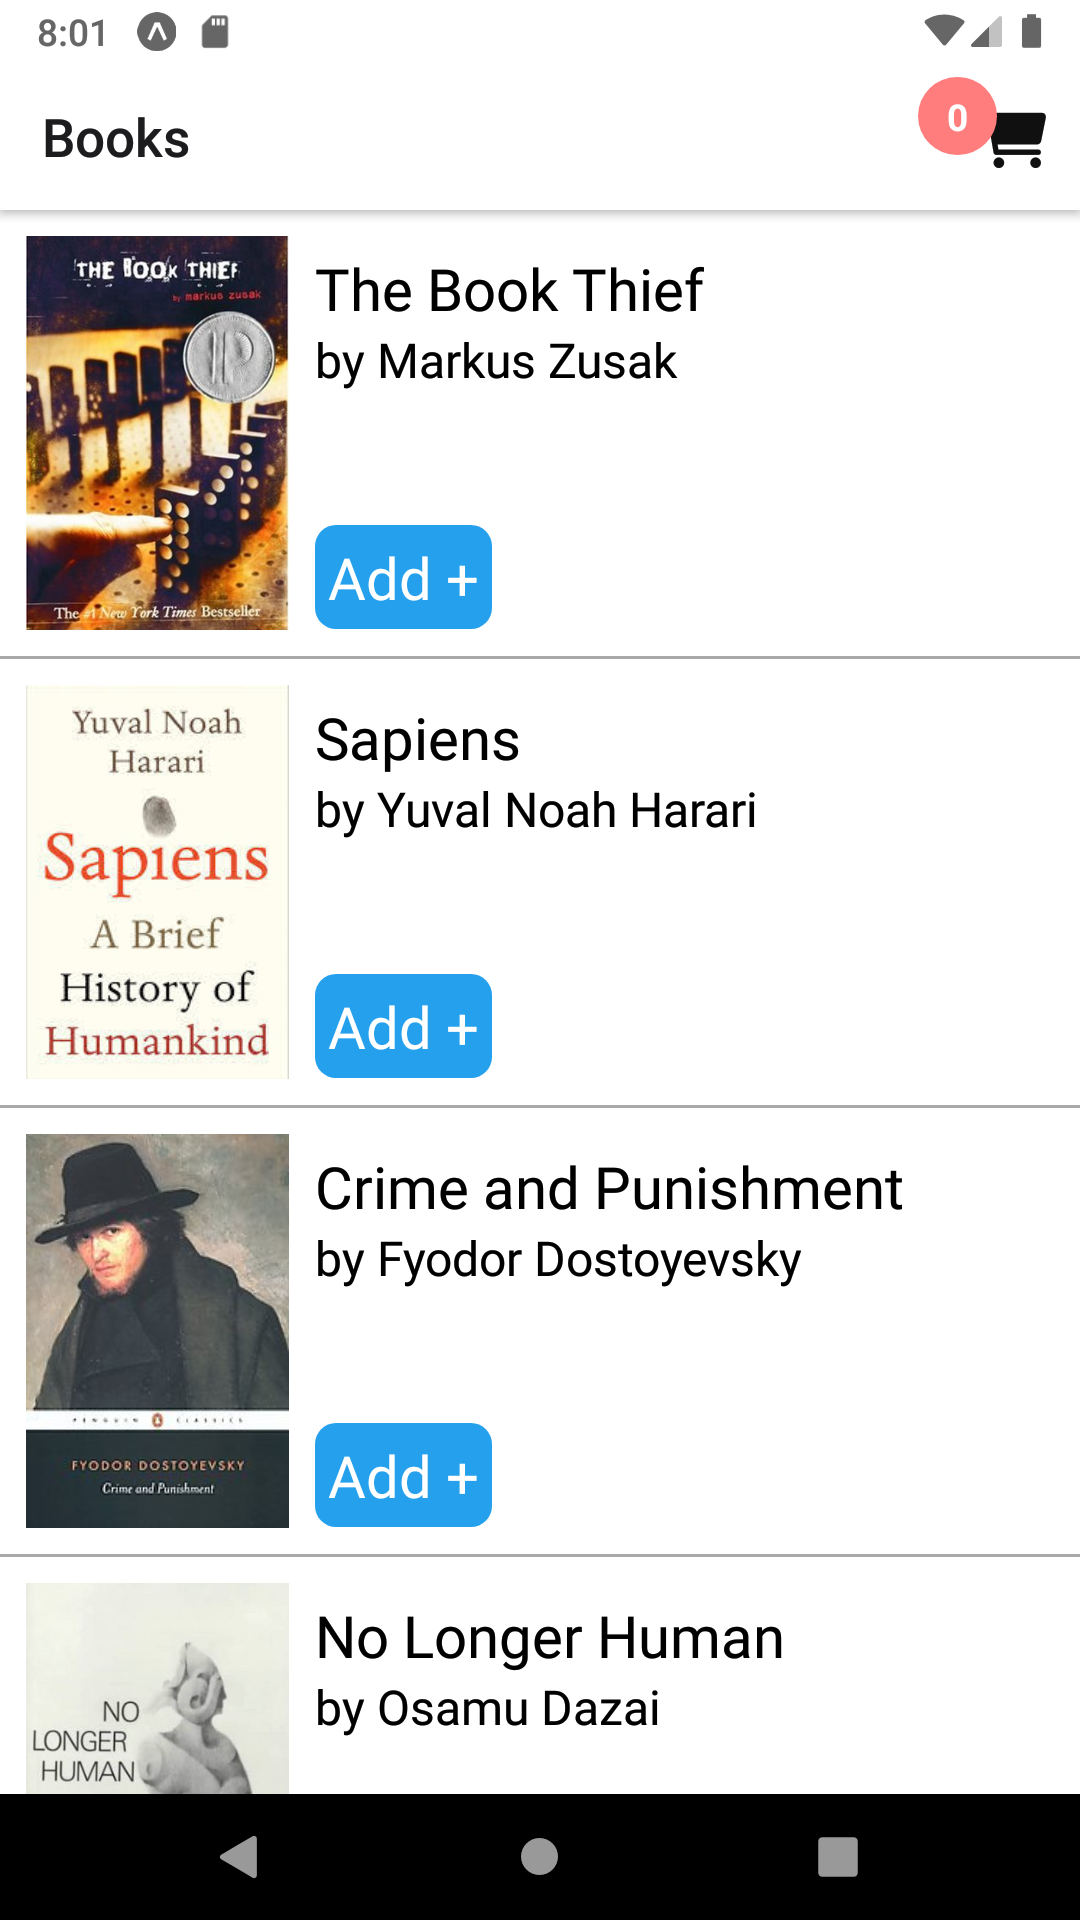 8:01
Books
0
THE BOOK THIEF
by markus zusak
The #1 New York Times Bestseller
The Book Thief
by Markus Zusak
Add +
Yuval Noah
Harari
Sapiens
A Brief
History of
Humankind
Sapiens
by Yuval Noah Harari
Add +
PENGUIN CLASSICS
FYODOR DOSTOYEVSKY
Crime and Punishment
Crime and Punishment
by Fyodor Dostoyevsky
Add +
NO
LONGER
HUMAN
No Longer Human
by Osamu Dazai